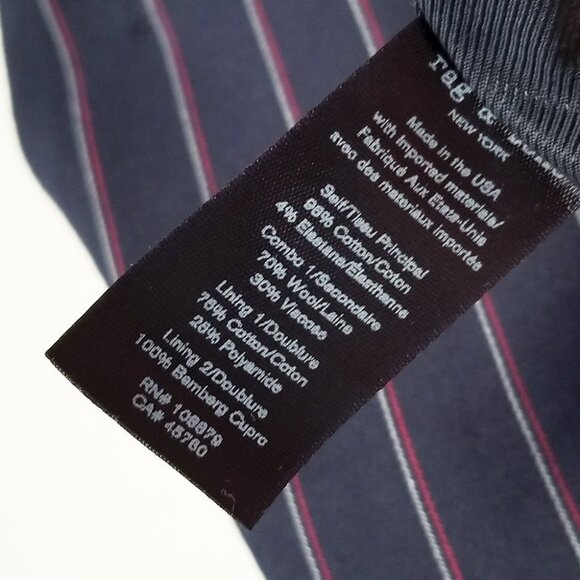 rag &
NEW YORK
Made in the USA
with Imported materials/
Fabriqué Aux Etats-Unis
avec des materiaux importés
Self/Tissu Principal
96% Cotton/Coton
4% Elastane/Elasthanne
Combo 1/Secondaire
70% Wool/Laine
30% Viscose
Lining 1/Doublure
75% Cotton/Coton
25% Polyamide
Lining 2/Doublure
100% Bemberg Cupro
RN# 108879
CA# 45760